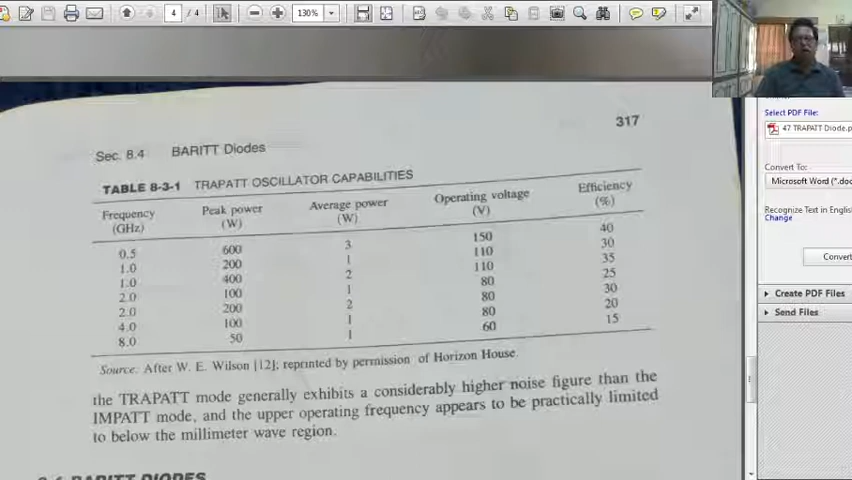 4 / 4
130%
Select PDF File:
47 TRAPATT Diode.p
Convert To:
Microsoft Word (*.doc
Recognize Text in English
Change
Convert
Create PDF Files
Send Files
317
Sec. 8.4 BARITT Diodes
TABLE 8-3-1 TRAPATT OSCILLATOR CAPABILITIES
Frequency (GHz) Peak power (W) Average power (W) Operating voltage (V) Efficiency (%)
0.5 600 3 150 40
1.0 200 1 110 30
1.0 400 2 110 35
2.0 100 1 80 25
2.0 200 2 80 30
4.0 100 1 80 20
8.0 50 1 60 15
Source. After W. E. Wilson [12]; reprinted by permission of Horizon House.
the TRAPATT mode generally exhibits a considerably higher noise figure than the
IMPATT mode, and the upper operating frequency appears to be practically limited
to below the millimeter wave region.
BARITT DIODES